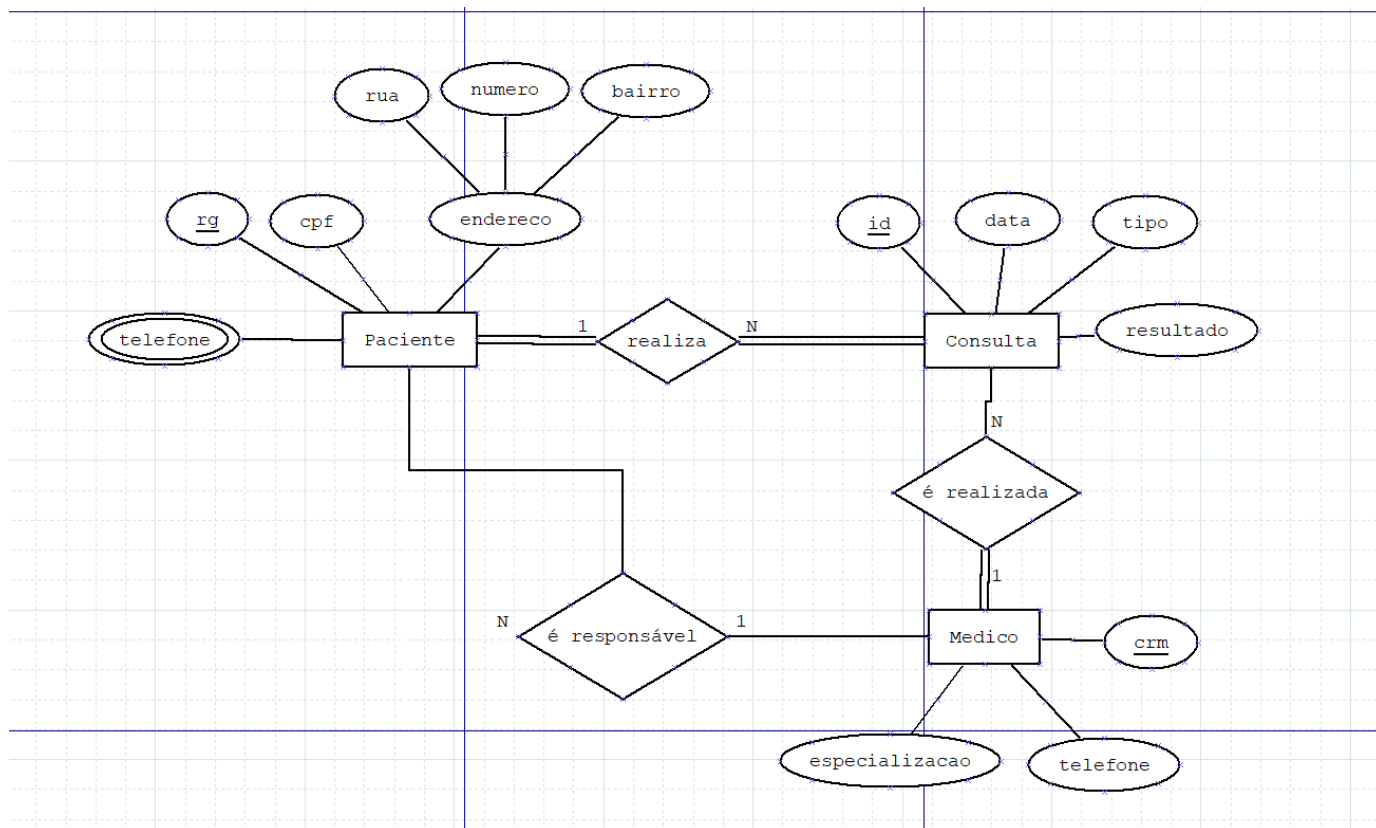 rua
numero
bairro
rg
cpf
endereco
id
data
tipo
telefone
Paciente
1
realiza
N
Consulta
resultado
N
é realizada
1
N
é responsável
1
Medico
crm
especializacao
telefone